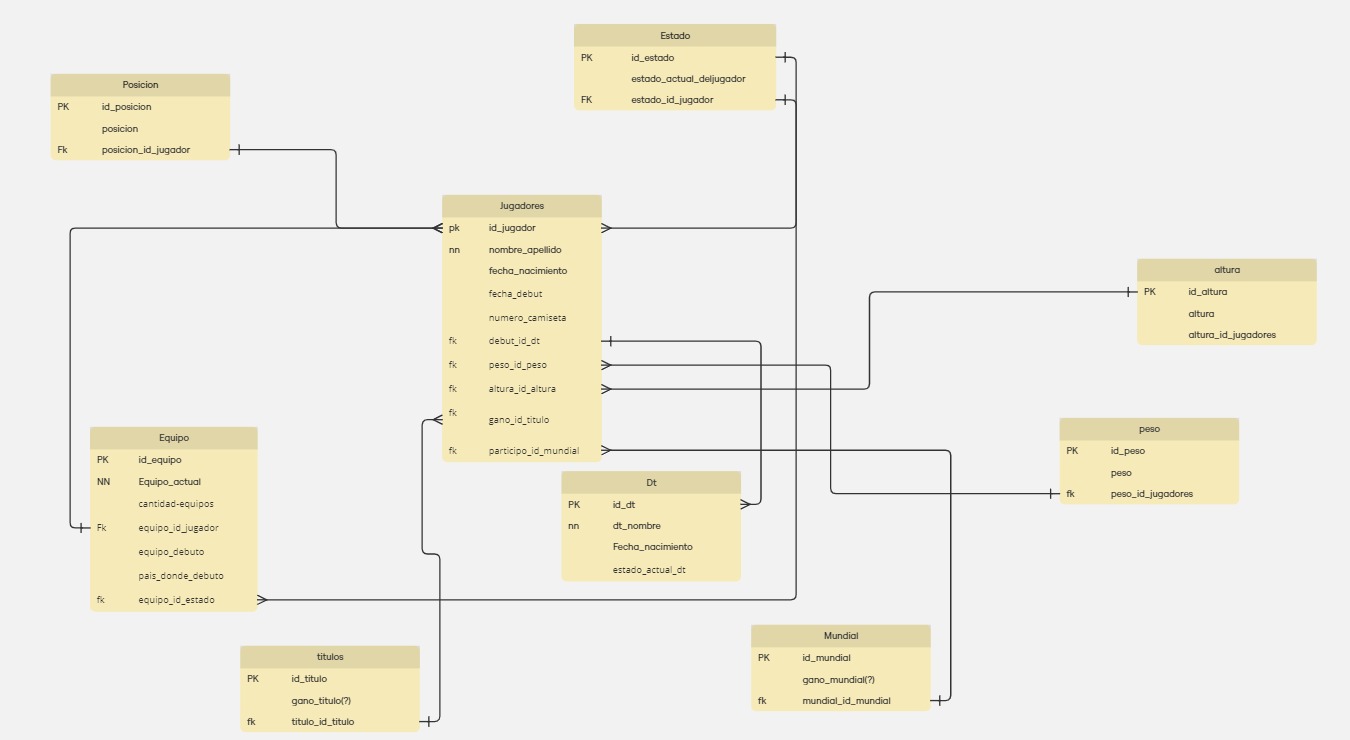 Estado
PK id_estado
estado_actual_deljugador
FK estado_id_jugador
Posicion
PK id_posicion
posicion
Fk posicion_id_jugador
Jugadores
pk id_jugador
nn nombre_apellido
fecha_nacimiento
fecha_debut
numero_camiseta
fk debut_id_dt
fk peso_id_peso
fk altura_id_altura
fk gano_id_titulo
fk participo_id_mundial
altura
PK id_altura
altura
altura_id_jugadores
peso
PK id_peso
peso
fk peso_id_jugadores
Equipo
PK id_equipo
NN Equipo_actual
cantidad-equipos
Fk equipo_id_jugador
equipo_debuto
pais_donde_debuto
fk equipo_id_estado
Dt
PK id_dt
nn dt_nombre
Fecha_nacimiento
estado_actual_dt
titulos
PK id_titulo
gano_titulo(?)
fk titulo_id_titulo
Mundial
PK id_mundial
gano_mundial(?)
fk mundial_id_mundial